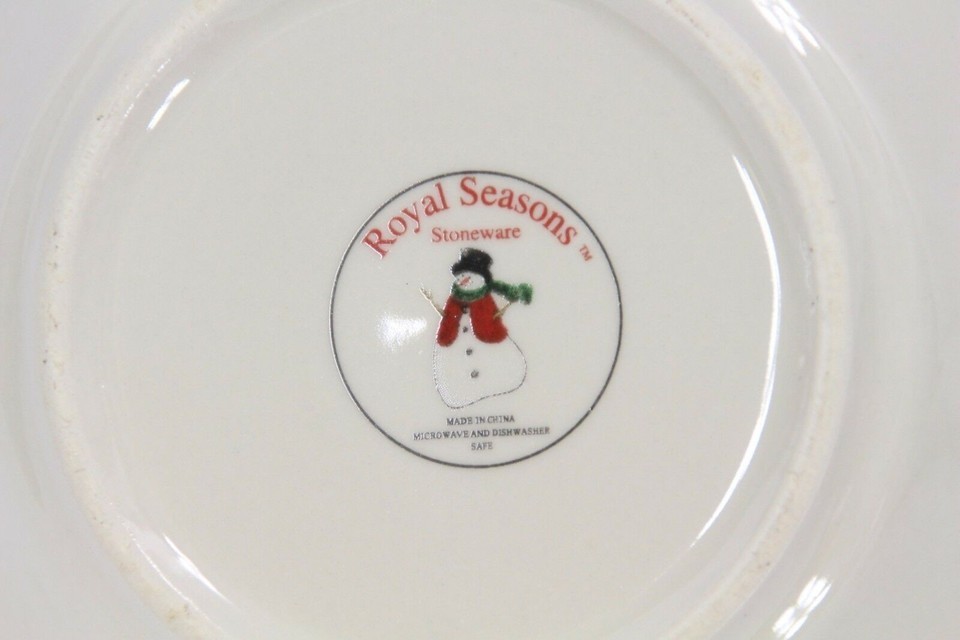 Royal Seasons ™
Stoneware
MADE IN CHINA
MICROWAVE AND DISHWASHER
SAFE